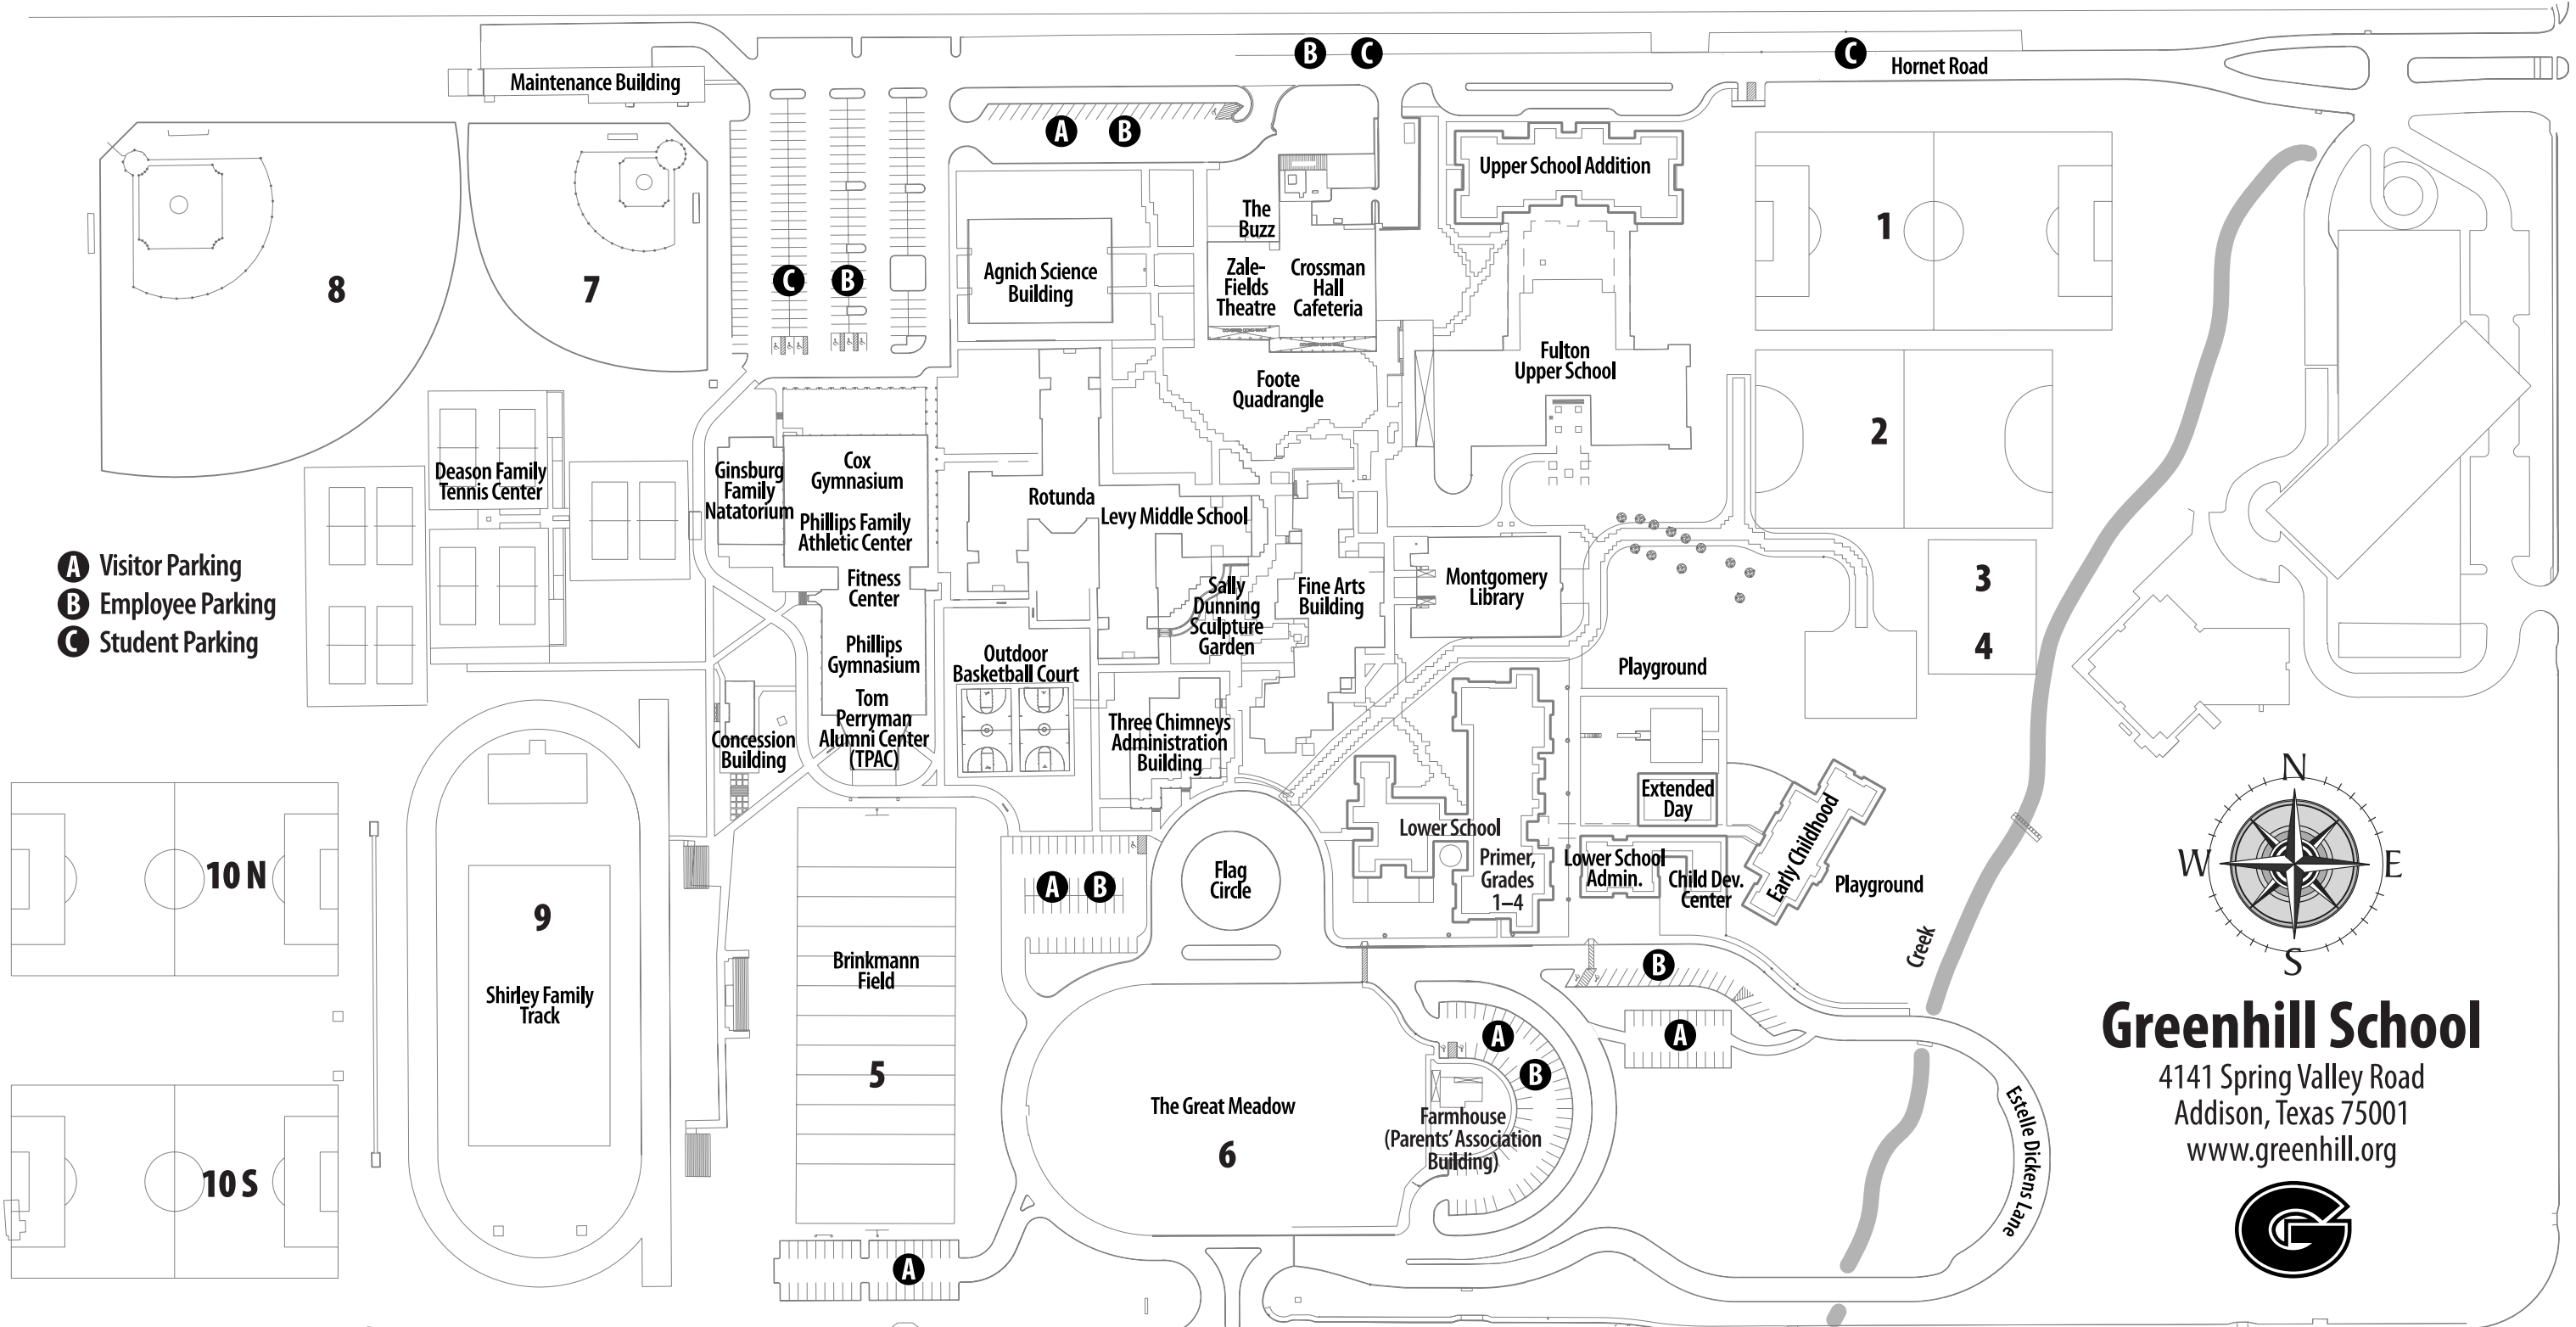 B
C
C
Hornet Road
Maintenance Building
A
B
Upper School Addition
1
The
Buzz
8
7
C
B
Agnich Science
Building
Zale-
Fields
Theatre
Crossman
Hall
Cafeteria
Fulton
Upper School
Foote
Quadrangle
2
Deason Family
Tennis Center
Ginsburg
Family
Natatorium
Cox
Gymnasium
Phillips Family
Athletic Center
Rotunda
Levy Middle School
A Visitor Parking
B Employee Parking
C Student Parking
Fitness
Center
Sally
Dunning
Sculpture
Garden
Fine Arts
Building
Montgomery
Library
3
4
Phillips
Gymnasium
Outdoor
Basketball Court
Playground
Tom
Perryman
Alumni Center
(TPAC)
Concession
Building
Three Chimneys
Administration
Building
Extended
Day
Early Childhood
Playground
Lower School
Primer,
Grades
1–4
Lower School
Admin.
Child Dev.
Center
N
W
E
S
10 N
9
Flag
Circle
A
B
Brinkmann
Field
Shirley Family
Track
Creek
B
A
A
B
Greenhill School
4141 Spring Valley Road
Addison, Texas 75001
www.greenhill.org
5
The Great Meadow
6
Farmhouse
(Parents’ Association
Building)
Estelle Dickens Lane
10 S
A
G